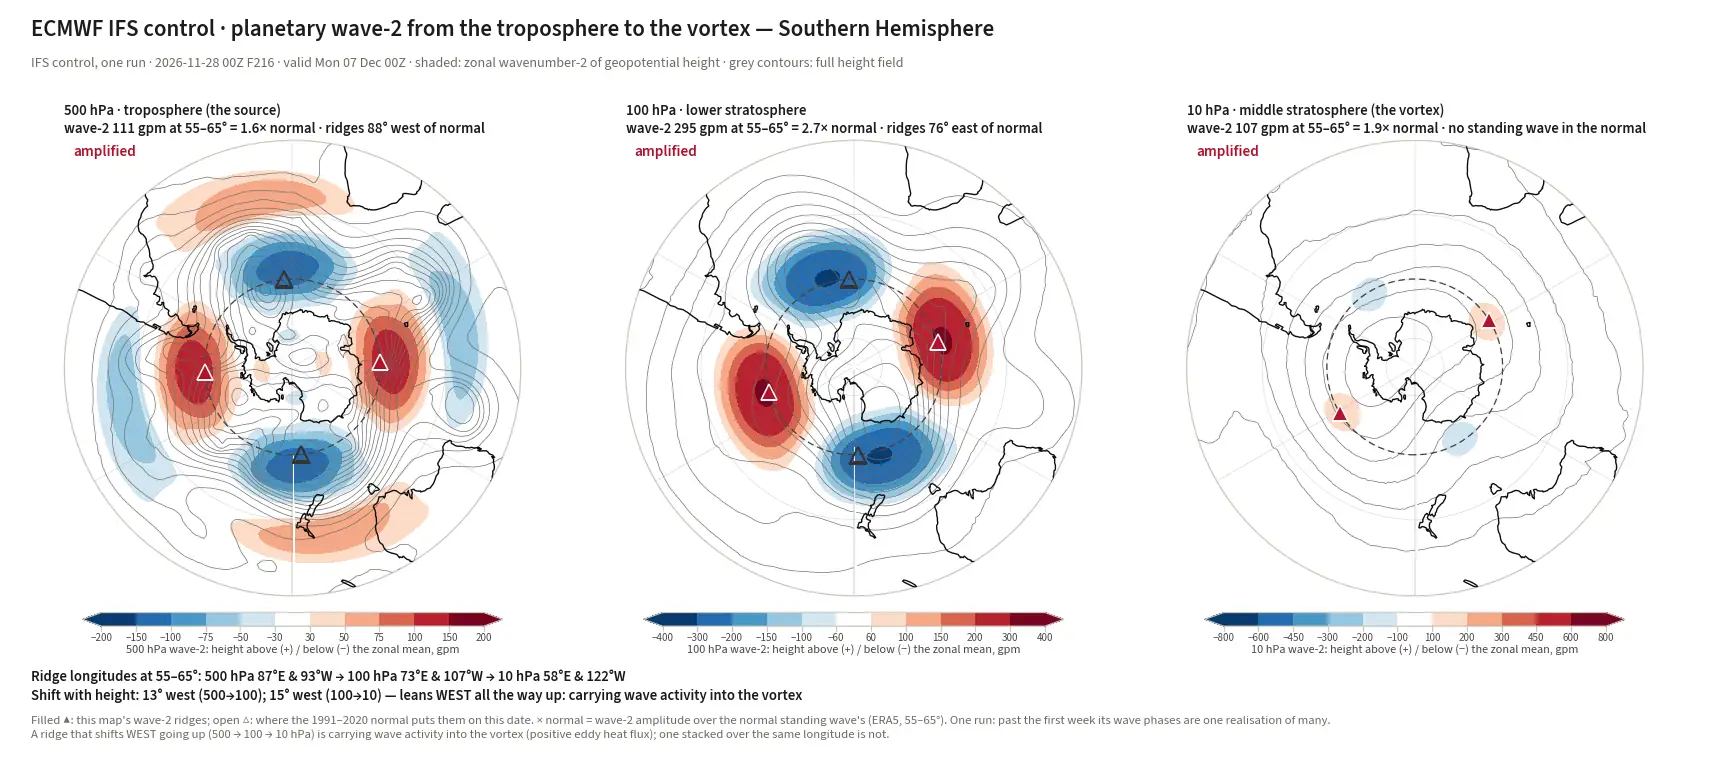 ECMWF IFS control · planetary wave-2 from the troposphere to the vortex — Southern Hemisphere
IFS control, one run · 2026-11-28 00Z F216 · valid Mon 07 Dec 00Z · shaded: zonal wavenumber-2 of geopotential height · grey contours: full height field
500 hPa · troposphere (the source)
wave-2 111 gpm at 55–65° = 1.6× normal · ridges 88° west of normal
amplified
100 hPa · lower stratosphere
wave-2 295 gpm at 55–65° = 2.7× normal · ridges 76° east of normal
amplified
10 hPa · middle stratosphere (the vortex)
wave-2 107 gpm at 55–65° = 1.9× normal · no standing wave in the normal
amplified
−200 −150 −100 −75 −50 −30 30 50 75 100 150 200
500 hPa wave-2: height above (+) / below (−) the zonal mean, gpm
−400 −300 −200 −150 −100 −60 60 100 150 200 300 400
100 hPa wave-2: height above (+) / below (−) the zonal mean, gpm
−800 −600 −450 −300 −200 −100 100 200 300 450 600 800
10 hPa wave-2: height above (+) / below (−) the zonal mean, gpm
Ridge longitudes at 55–65°: 500 hPa 87°E & 93°W → 100 hPa 73°E & 107°W → 10 hPa 58°E & 122°W
Shift with height: 13° west (500→100); 15° west (100→10) — leans WEST all the way up: carrying wave activity into the vortex
Filled ▲: this map's wave-2 ridges; open △: where the 1991–2020 normal puts them on this date. × normal = wave-2 amplitude over the normal standing wave's (ERA5, 55–65°). One run: past the first week its wave phases are one realisation of many.
A ridge that shifts WEST going up (500 → 100 → 10 hPa) is carrying wave activity into the vortex (positive eddy heat flux); one stacked over the same longitude is not.